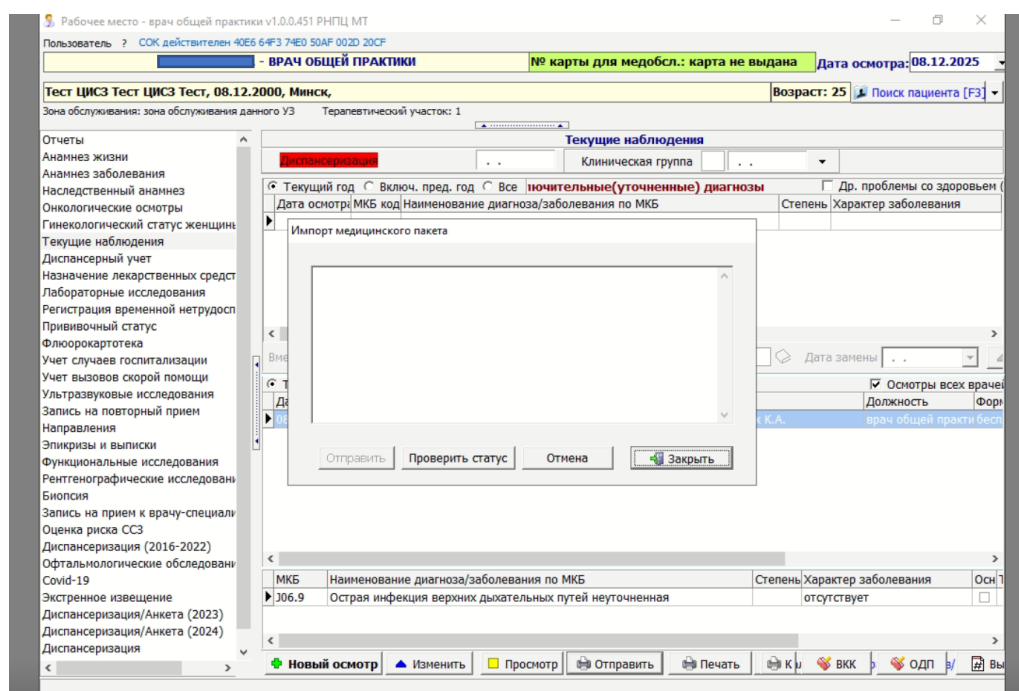 Рабочее место - врач общей практики v1.0.0.451 РНПЦ МТ
Пользователь ? СОК действителен 40E6 64F3 74E0 50AF 002D 20CF
- ВРАЧ ОБЩЕЙ ПРАКТИКИ № карты для медобсл.: карта не выдана Дата осмотра: 08.12.2025
Тест ЦИСЗ Тест ЦИСЗ Тест, 08.12.2000, Минск, Возраст: 25 Поиск пациента [F3]
Зона обслуживания: зона обслуживания данного УЗ Терапевтический участок: 1
Отчеты
Анамнез жизни
Анамнез заболевания
Наследственный анамнез
Онкологические осмотры
Гинекологический статус женщинь
Текущие наблюдения
Диспансерный учет
Назначение лекарственных средст
Лабораторные исследования
Регистрация временной нетрудосп
Прививочный статус
Флюорокартотека
Учет случаев госпитализации
Учет вызовов скорой помощи
Ультразвуковые исследования
Запись на повторный прием
Направления
Эпикризы и выписки
Функциональные исследования
Рентгенографические исследовани
Биопсия
Запись на прием к врачу-специали
Оценка риска ССЗ
Диспансеризация (2016-2022)
Офтальмологические обследовани
Covid-19
Экстренное извещение
Диспансеризация/Анкета (2023)
Диспансеризация/Анкета (2024)
Диспансеризация
Текущие наблюдения
Диспансеризация . . Клиническая группа . .
Текущий год Включ. пред. год Все лючительные(уточненные) диагнозы Др. проблемы со здоровьем (
Дата осмотра МКБ код Наименование диагноза/заболевания по МКБ Степень Характер заболевания
Импорт медицинского пакета
Отправить Проверить статус Отмена Закрыть
Вме Дата замены . .
Т Осмотры всех врачей
Да Должность Форм
08 к К.А. врач общей практи бесп
МКБ Наименование диагноза/заболевания по МКБ Степень Характер заболевания Осн Т
J06.9 Острая инфекция верхних дыхательных путей неуточненная отсутствует
Новый осмотр Изменить Просмотр Отправить Печать К ВКК ОДП в/ Вы